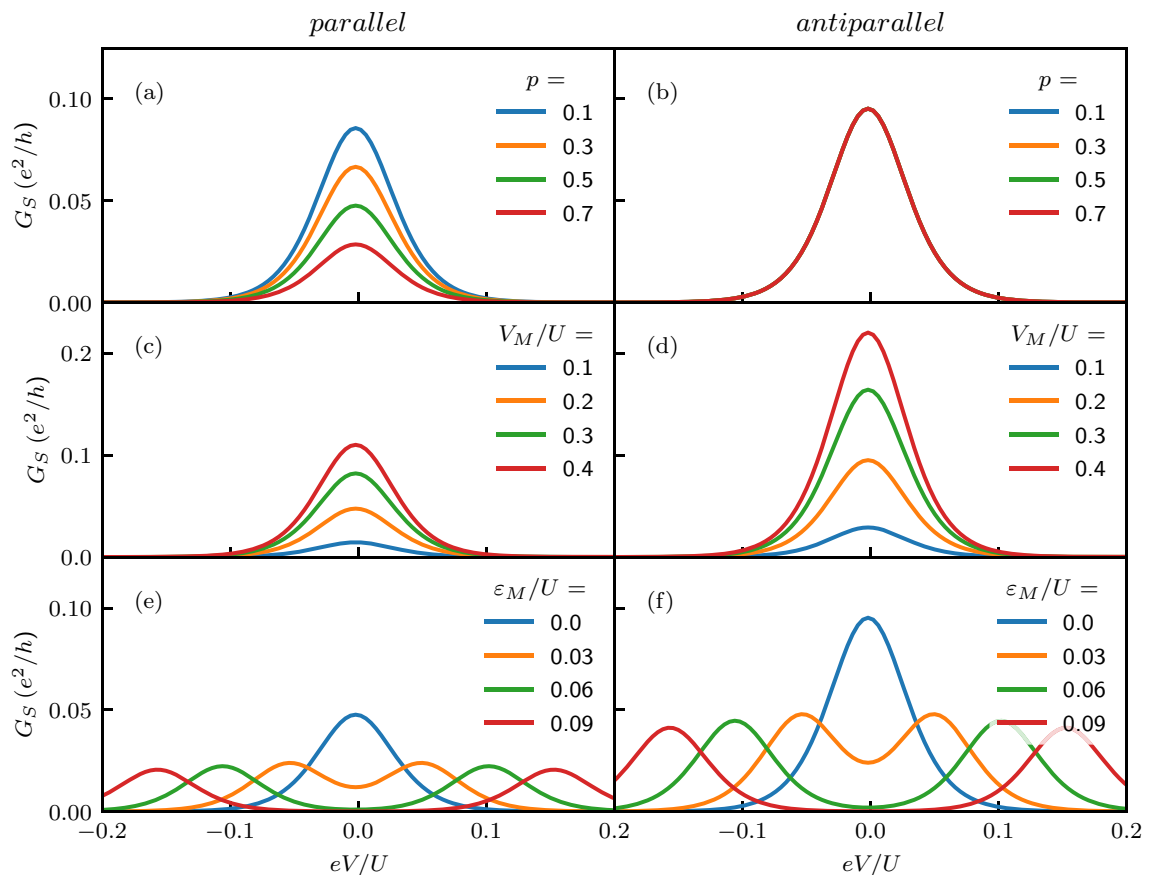 parallel
antiparallel
(a)
p =
0.1
0.3
0.5
0.7
G_S (e²/h)
0.10
0.05
0.00
(b)
p =
0.1
0.3
0.5
0.7
(c)
V_M/U =
0.1
0.2
0.3
0.4
G_S (e²/h)
0.2
0.1
0.0
(d)
V_M/U =
0.1
0.2
0.3
0.4
(e)
ε_M/U =
0.0
0.03
0.06
0.09
G_S (e²/h)
0.10
0.05
0.00
(f)
ε_M/U =
0.0
0.03
0.06
0.09
−0.2 −0.1 0.0 0.1 0.2 −0.1 0.0 0.1 0.2
eV/U
eV/U